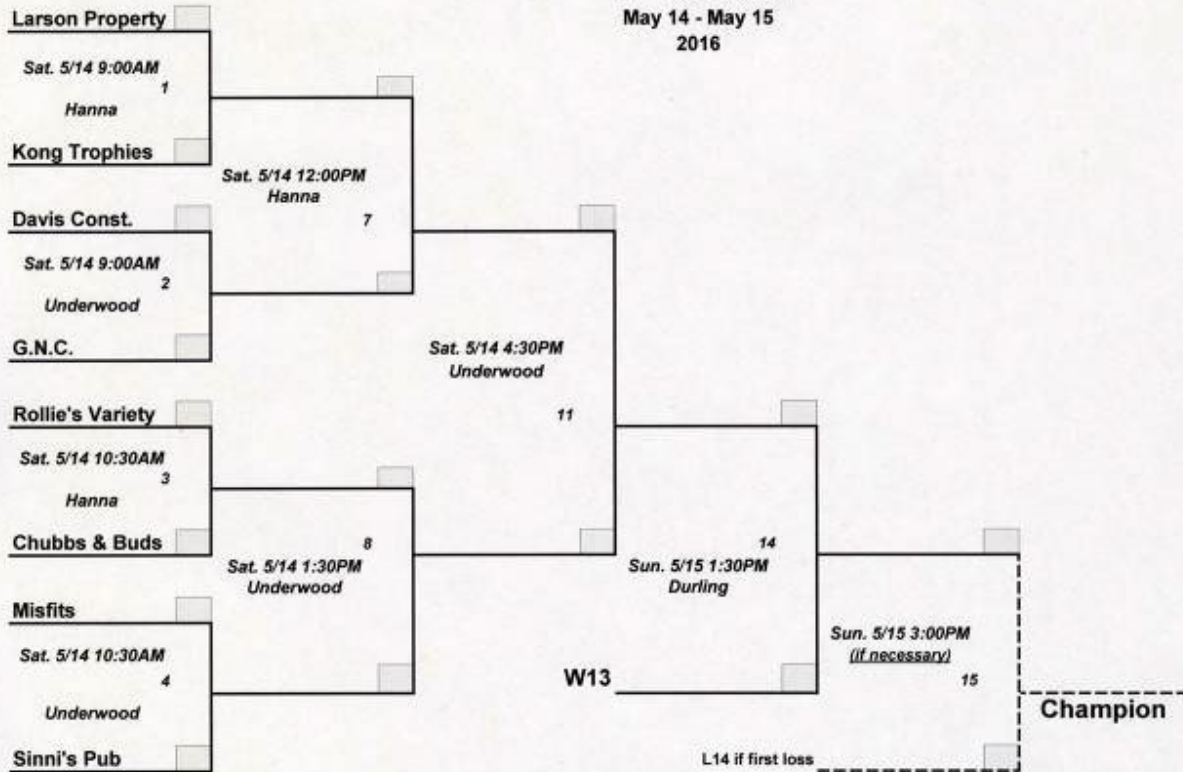 May 14 - May 15
2016
Larson Property
Sat. 5/14 9:00AM
1
Hanna
Kong Trophies
Sat. 5/14 12:00PM
Hanna
7
Davis Const.
Sat. 5/14 9:00AM
2
Underwood
G.N.C.
Sat. 5/14 4:30PM
Underwood
11
Rollie's Variety
Sat. 5/14 10:30AM
3
Hanna
Chubbs & Buds
8
Sat. 5/14 1:30PM
Underwood
14
Sun. 5/15 1:30PM
Durling
Misfits
Sat. 5/14 10:30AM
4
Underwood
Sinni's Pub
W13
Sun. 5/15 3:00PM
(if necessary)
15
Champion
L14 if first loss